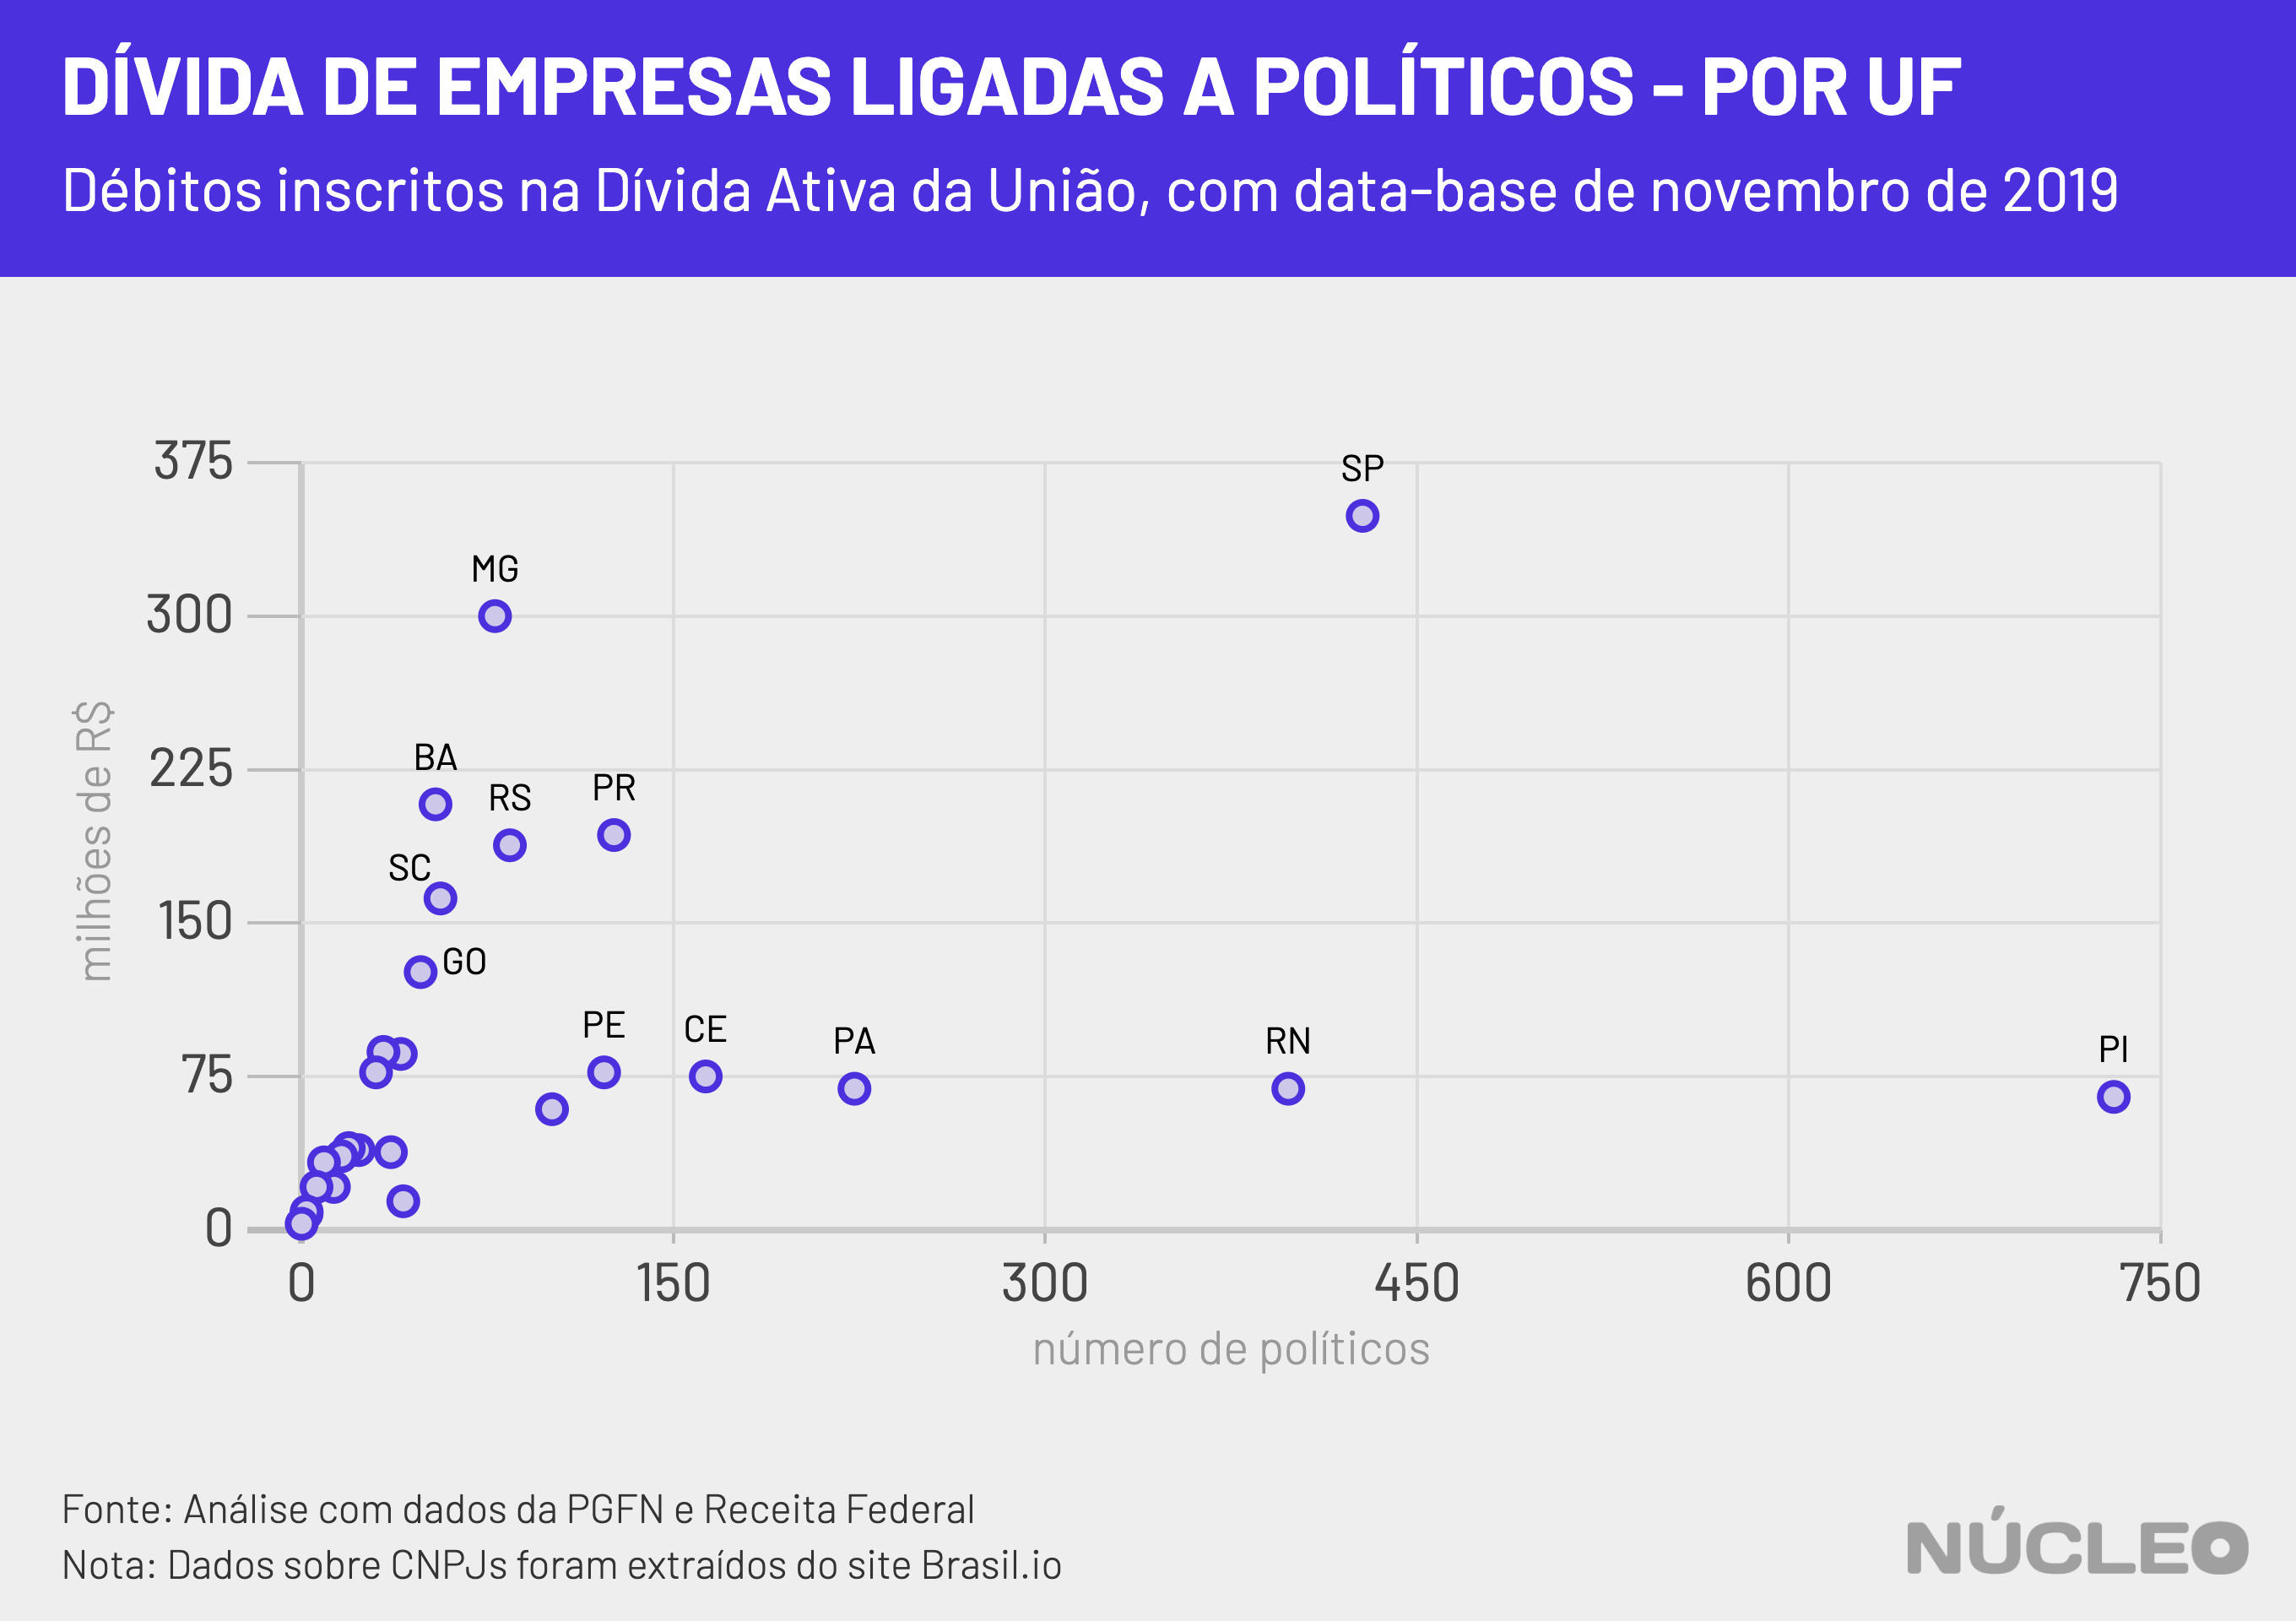 DÍVIDA DE EMPRESAS LIGADAS A POLÍTICOS - POR UF
Débitos inscritos na Dívida Ativa da União, com data-base de novembro de 2019
375
300
225
150
75
0
milhões de R$
SP
MG
BA
RS
PR
SC
GO
PE
CE
PA
RN
PI
0
150
300
450
600
750
número de políticos
Fonte: Análise com dados da PGFN e Receita Federal
Nota: Dados sobre CNPJs foram extraídos do site Brasil.io
NÚCLEO